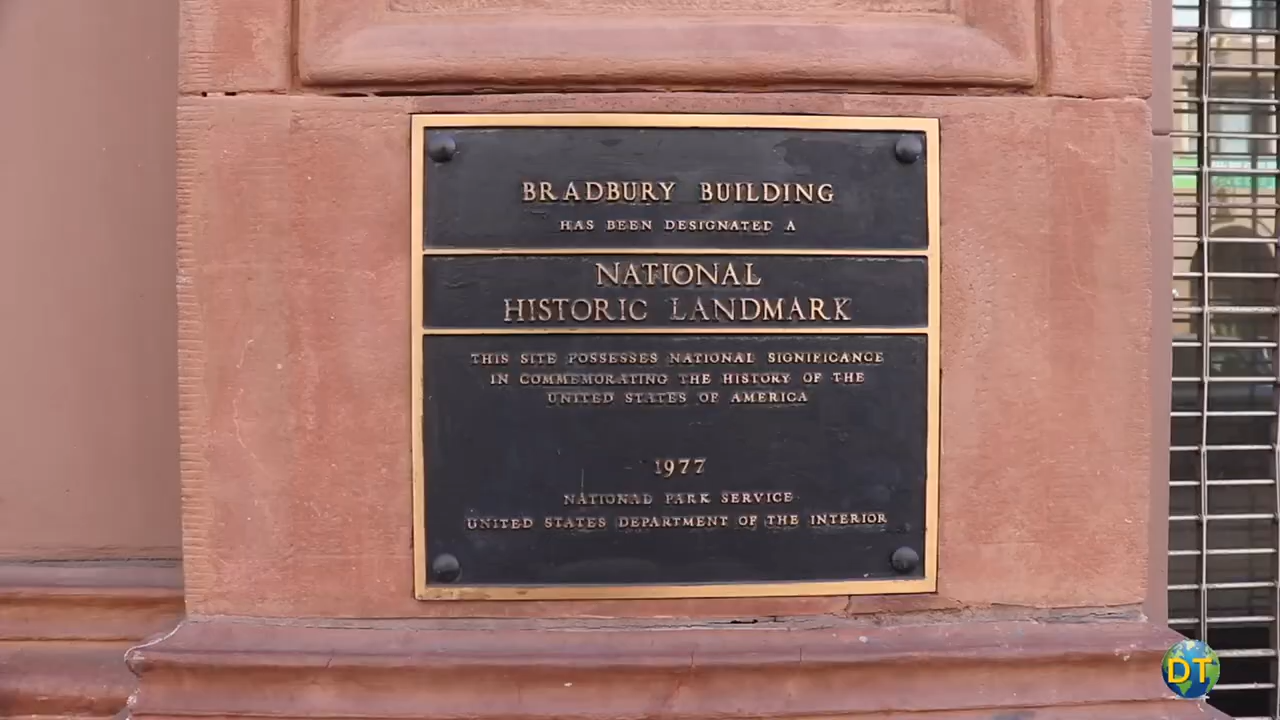 BRADBURY BUILDING
HAS BEEN DESIGNATED A
NATIONAL
HISTORIC LANDMARK
THIS SITE POSSESSES NATIONAL SIGNIFICANCE
IN COMMEMORATING THE HISTORY OF THE
UNITED STATES OF AMERICA
1977
NATIONAL PARK SERVICE
UNITED STATES DEPARTMENT OF THE INTERIOR
DT